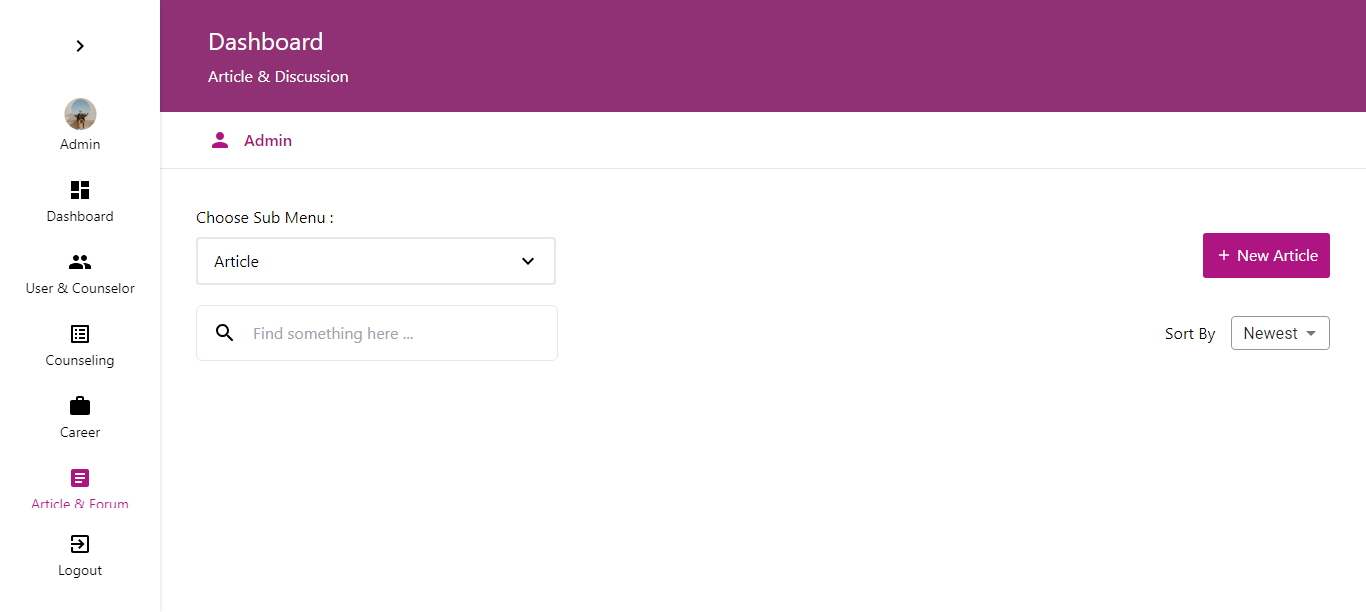 Dashboard
Article & Discussion
Admin
Admin
Dashboard
User & Counselor
Counseling
Career
Article & Forum
Logout
Choose Sub Menu :
Article
+ New Article
Find something here ...
Sort By
Newest